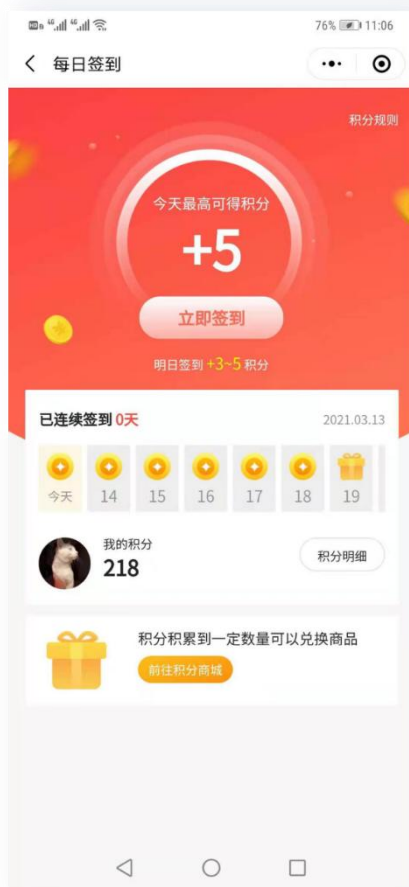 76% 11:06
每日签到
积分规则
今天最高可得积分
+5
立即签到
明日签到 +3~5 积分
已连续签到 0天 2021.03.13
今天 14 15 16 17 18 19
我的积分
218
积分明细
积分积累到一定数量可以兑换商品
前往积分商城